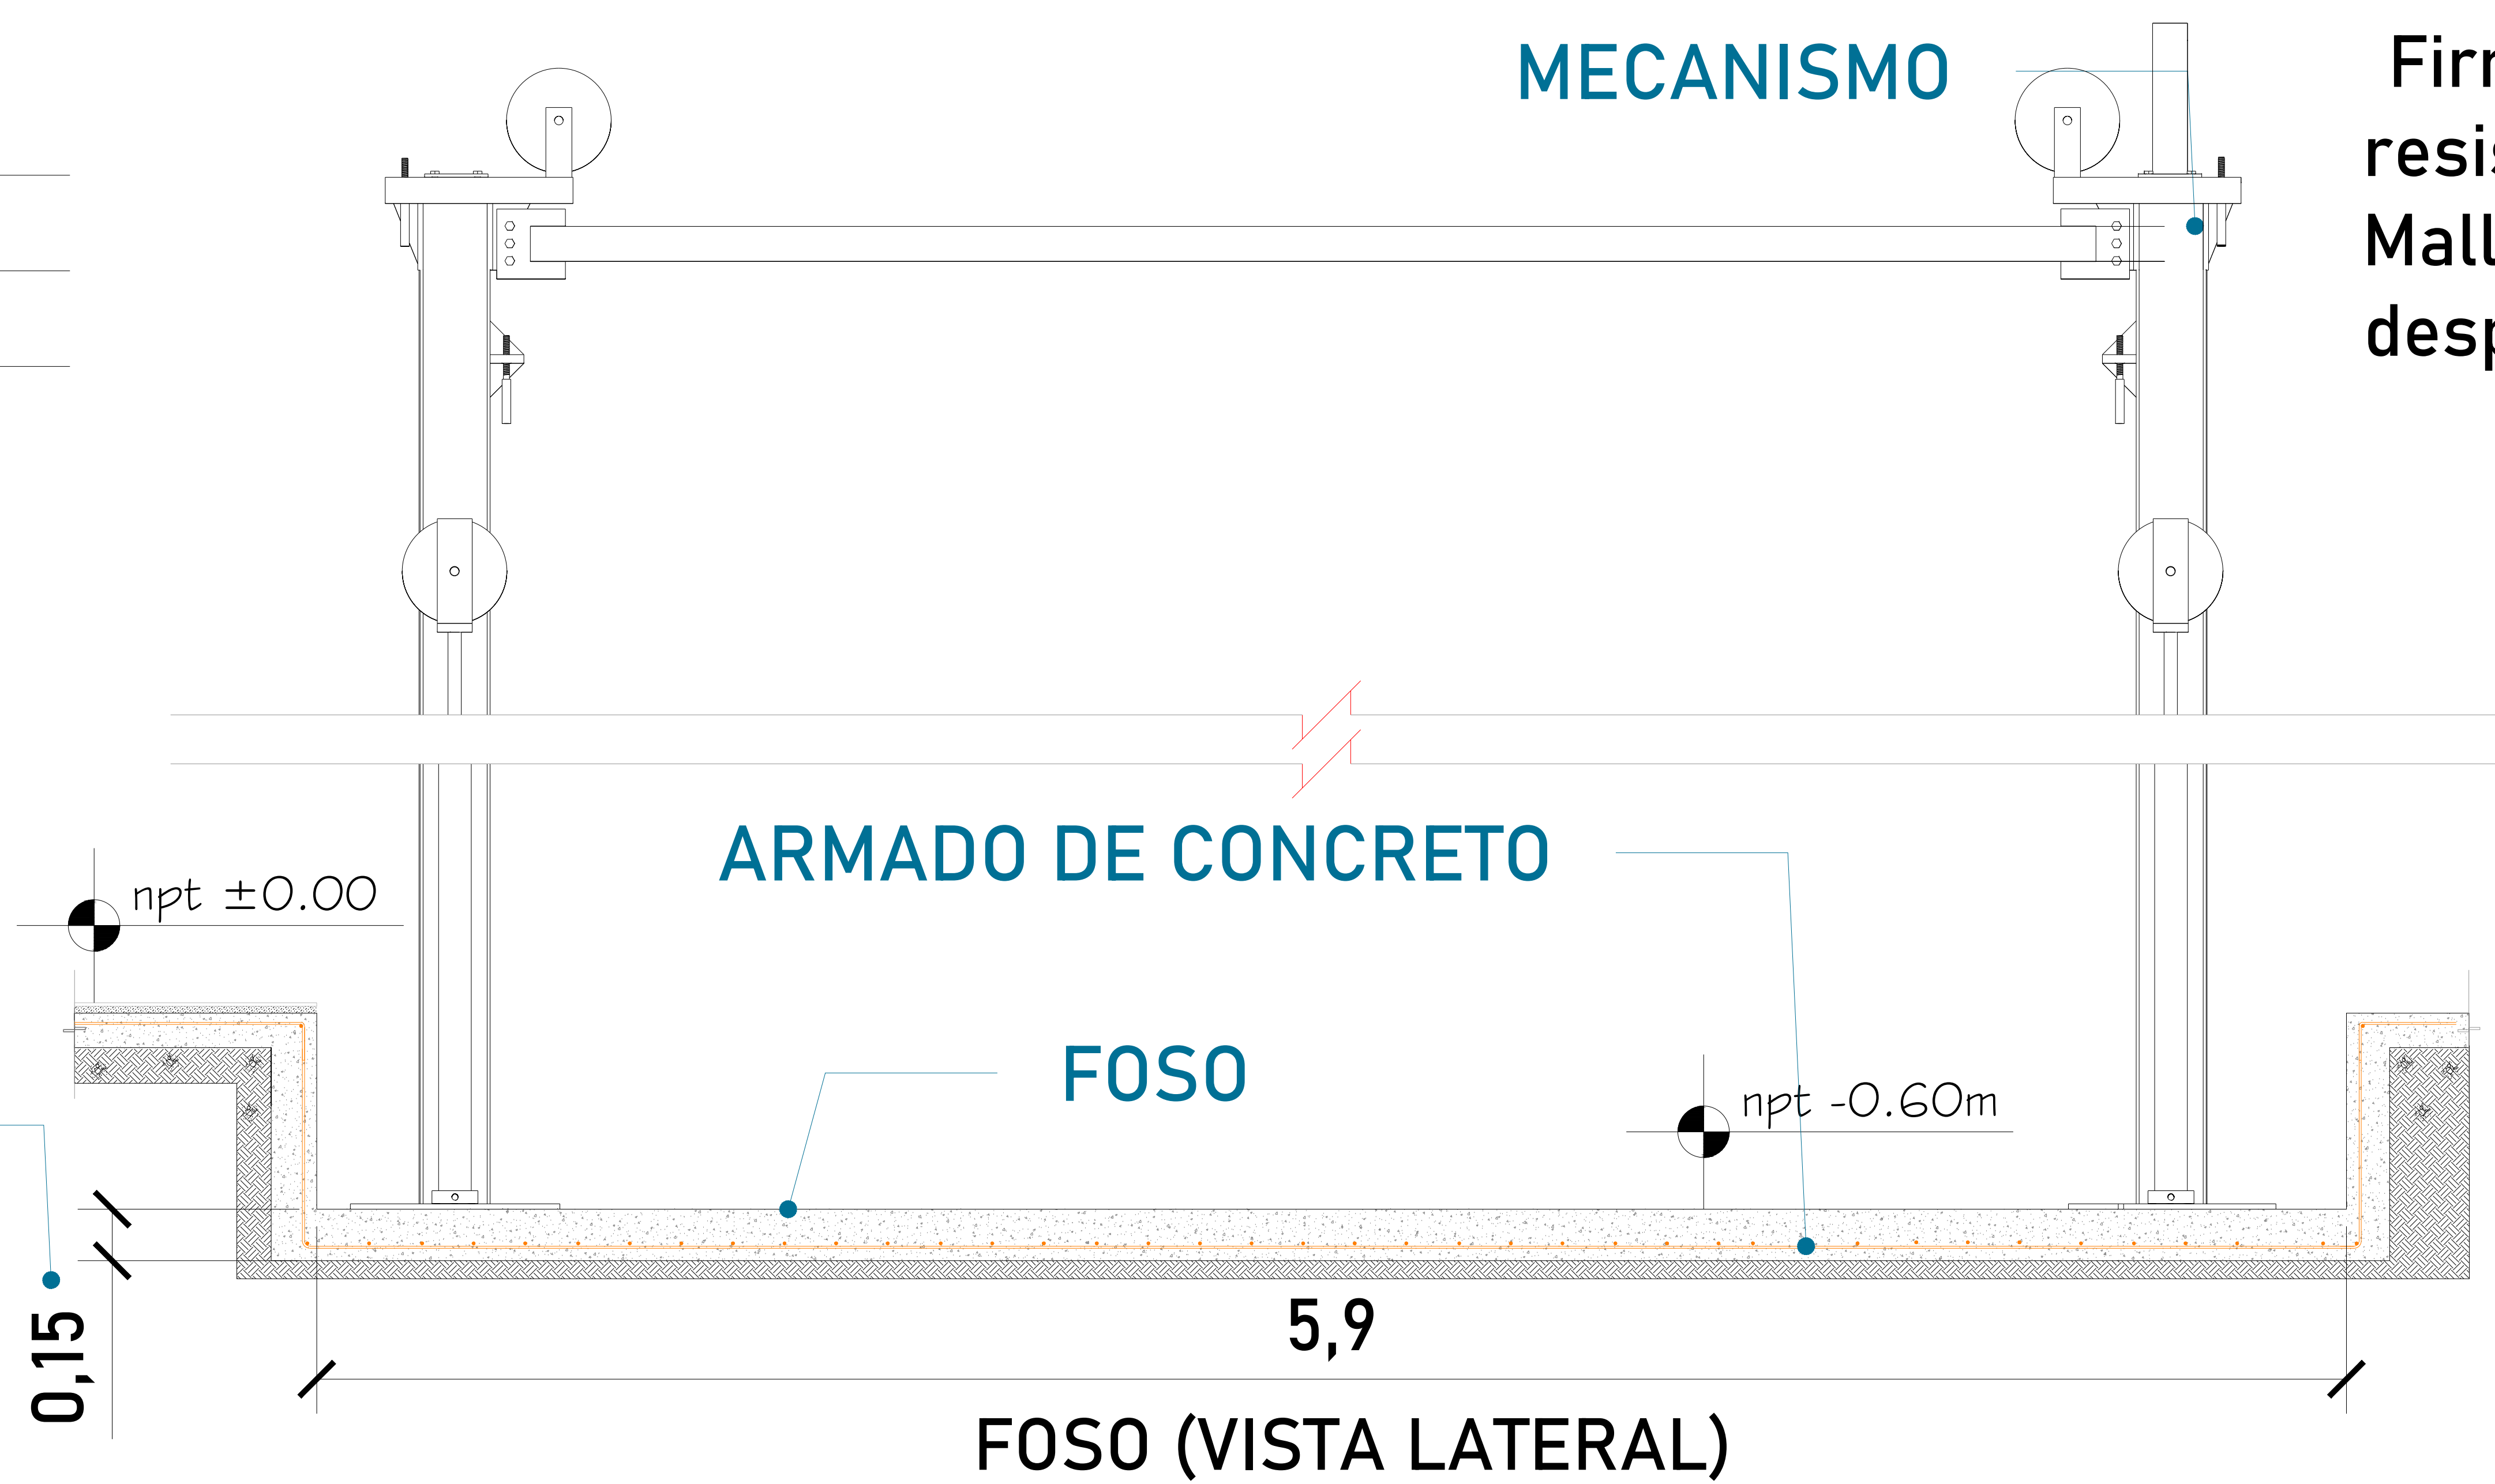 MECANISMO
ARMADO DE CONCRETO
npt ±0.00
FOSO
npt -0.60m
0,15
5,9
FOSO (VISTA LATERAL)